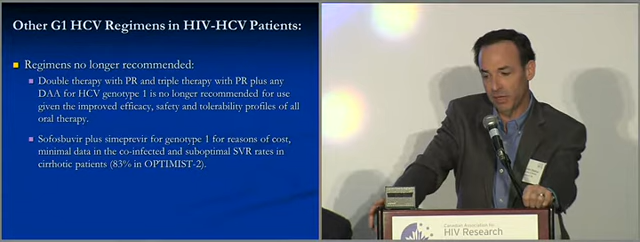 Other G1 HCV Regimens in HIV-HCV Patients:
Regimens no longer recommended:
Double therapy with PR and triple therapy with PR plus any
DAA for HCV genotype 1 is no longer recommended for use
given the improved efficacy, safety and tolerability profiles of all
oral therapy.
Sofosbuvir plus simeprevir for genotype 1 for reasons of cost,
minimal data in the co-infected and suboptimal SVR rates in
cirrhotic patients (83% in OPTIMIST-2).
Canadian Association for
HIV Research